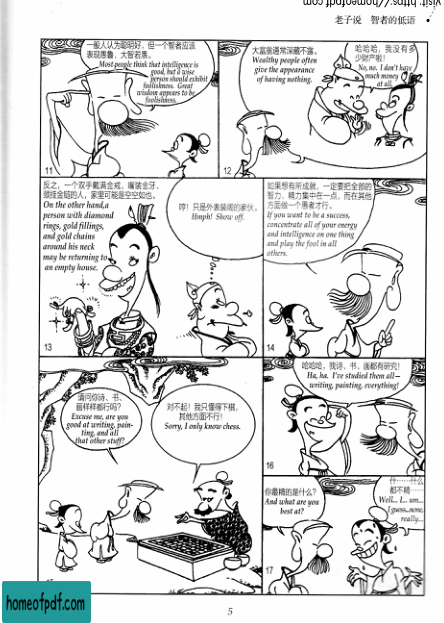 visit: https://homeofpdf.com
老子说 智者的低语
一般人认为聪明好，但一个智者应该
表现愚鲁，大智若愚。
Most people think that intelligence is
good, but a wise
person should exhibit
foolishness. Great
wisdom appears to be
foolishness.
11
大富翁通常深藏不露。
Wealthy people often
give the appearance
of having nothing.
哈哈哈，我没有多
少财产啦！
No, no. I don't have
much money
at all.
12
反之，一个双手戴满金戒、嘴装金牙、
颈挂金链的人，家里可能是空空如也。
On the other hand, a
person with diamond
rings, gold fillings,
and gold chains
around his neck
may be returning to
an empty house.
13
哼！只是外表装阔的家伙。
Hmph! Show off.
如果想有所成就，一定要把全部的
智力、精力集中在一点，而在其他
方面做一个愚者才行。
If you want to be a success,
concentrate all of your energy
and intelligence on one thing
and play the fool in all
others.
14
请问你诗、书、
画样样都行吗？
Excuse me, are you
good at writing, pain-
ting, and all
that other stuff?
对不起！我只懂得下棋，
其他方面不行！
Sorry, I only know chess.
哈哈哈，我诗、书、画都有研究！
Ha, ha. I've studied them all—
writing, painting, everything!
16
你最精的是什么？
And what are you
best at?
17
什……什么
都不精……
Well... I... um...
I guess...none,
really...
homeofpdf.com
5